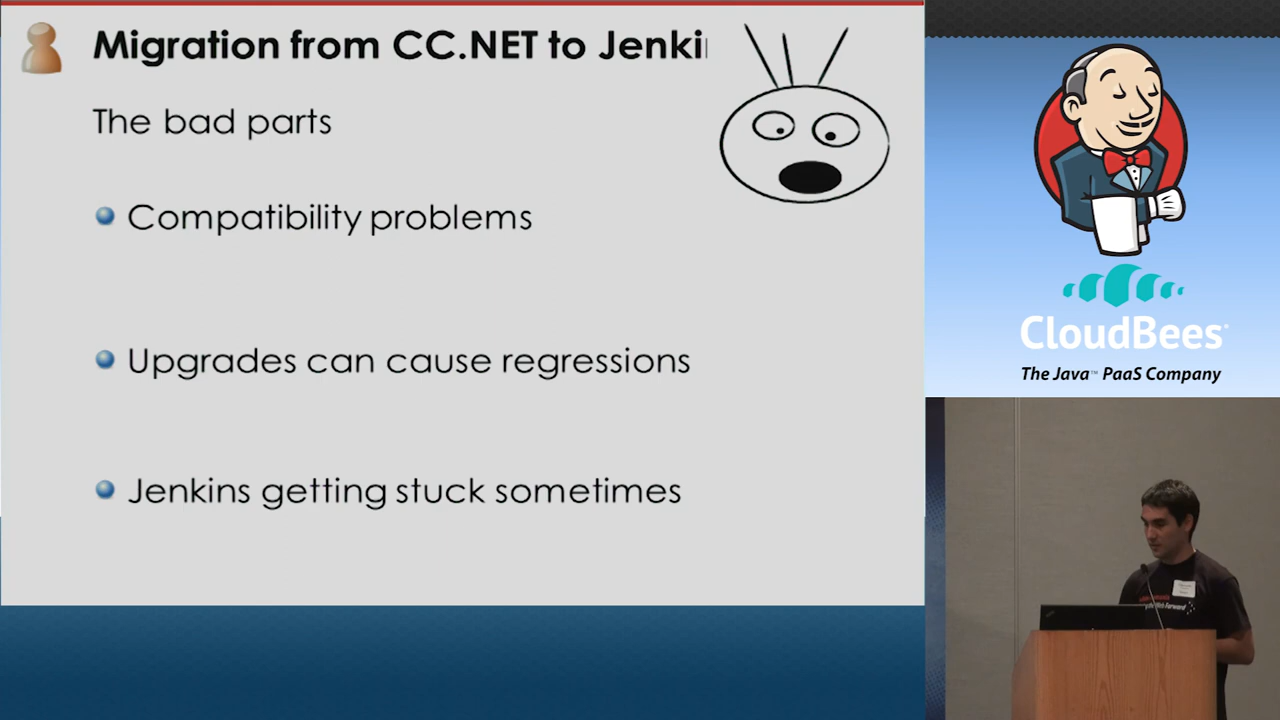 Migration from CC.NET to Jenki
The bad parts
Compatibility problems
Upgrades can cause regressions
Jenkins getting stuck sometimes
CloudBees
The Java™ PaaS Company